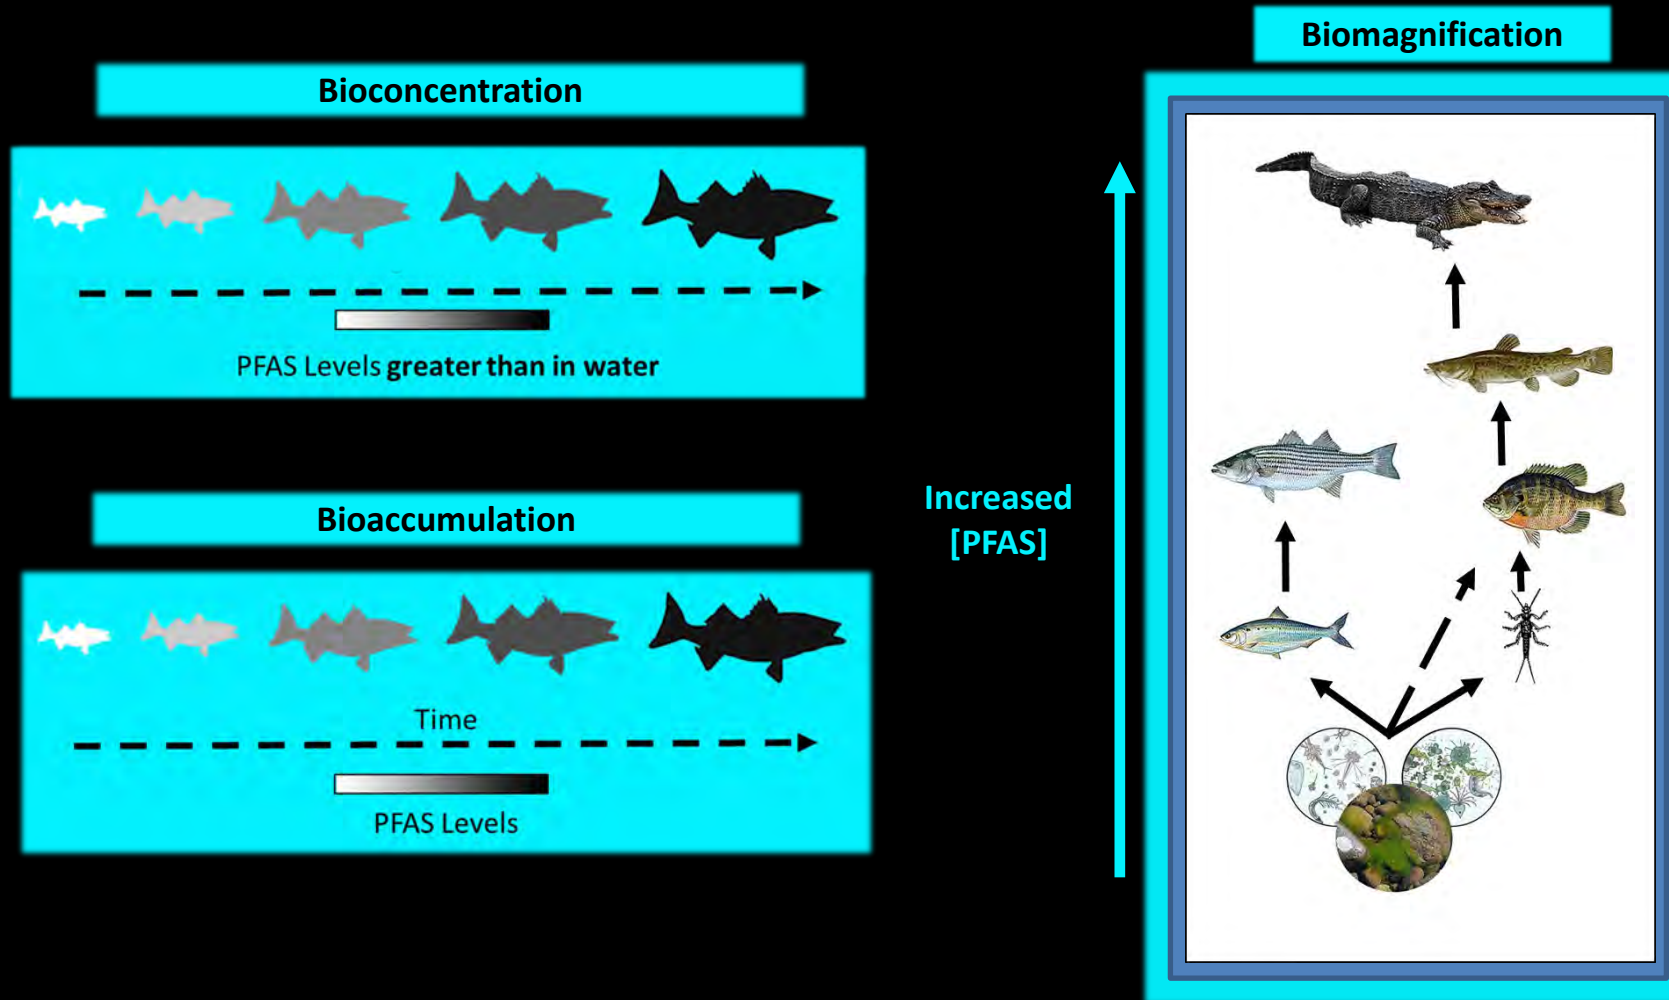 Bioconcentration
PFAS Levels greater than in water
Bioaccumulation
Time
PFAS Levels
Increased
[PFAS]
Biomagnification